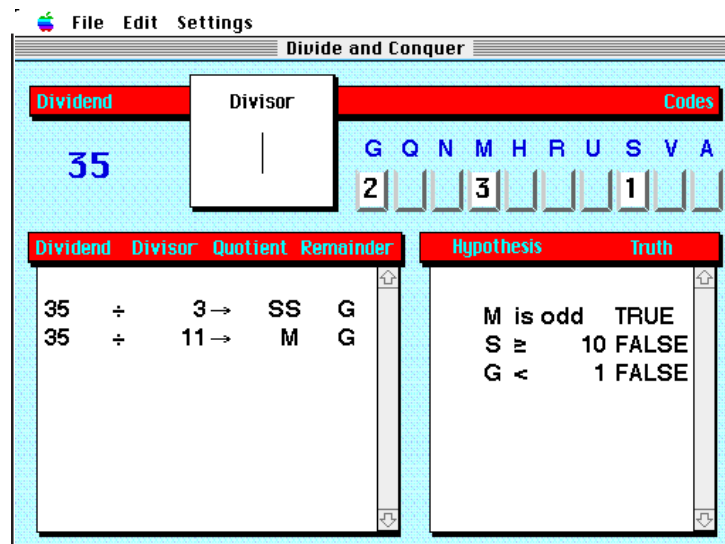 File Edit Settings
Divide and Conquer
Dividend Divisor Codes
35 G Q N M H R U S V A
2 3 1
Dividend Divisor Quotient Remainder
35 ÷ 3 → SS G
35 ÷ 11 → M G
Hypothesis Truth
M is odd TRUE
S ≥ 10 FALSE
G < 1 FALSE